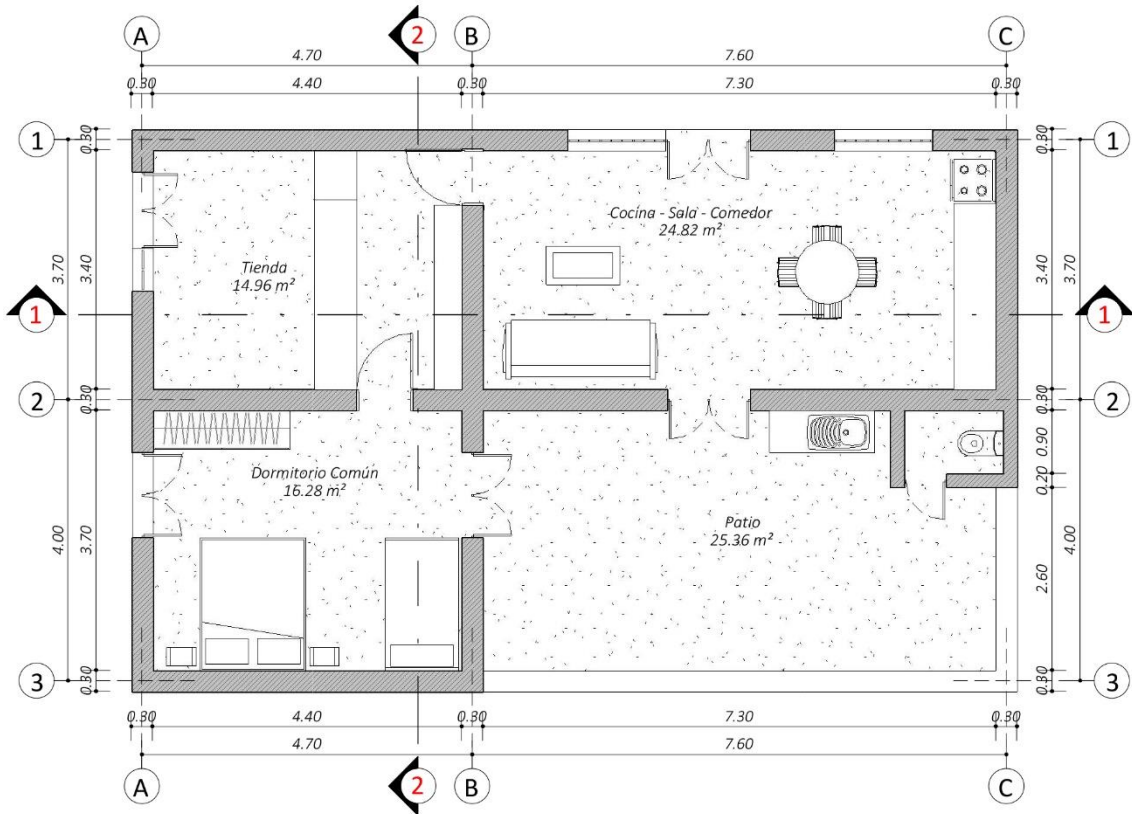 A
B
C
2
4.70
7.60
0.30
4.40
0.30
7.30
0.30
1
0.30
0.30
1
Cocina - Sala - Comedor
24.82 m²
Tienda
14.96 m²
3.70
3.40
3.40
3.70
1
1
2
0.30
0.30
2
0.90
0.20
Dormitorio Común
16.28 m²
Patio
25.36 m²
4.00
3.70
2.60
4.00
3
0.30
0.30
3
0.30
4.40
0.30
7.30
0.30
4.70
7.60
A
2
B
C